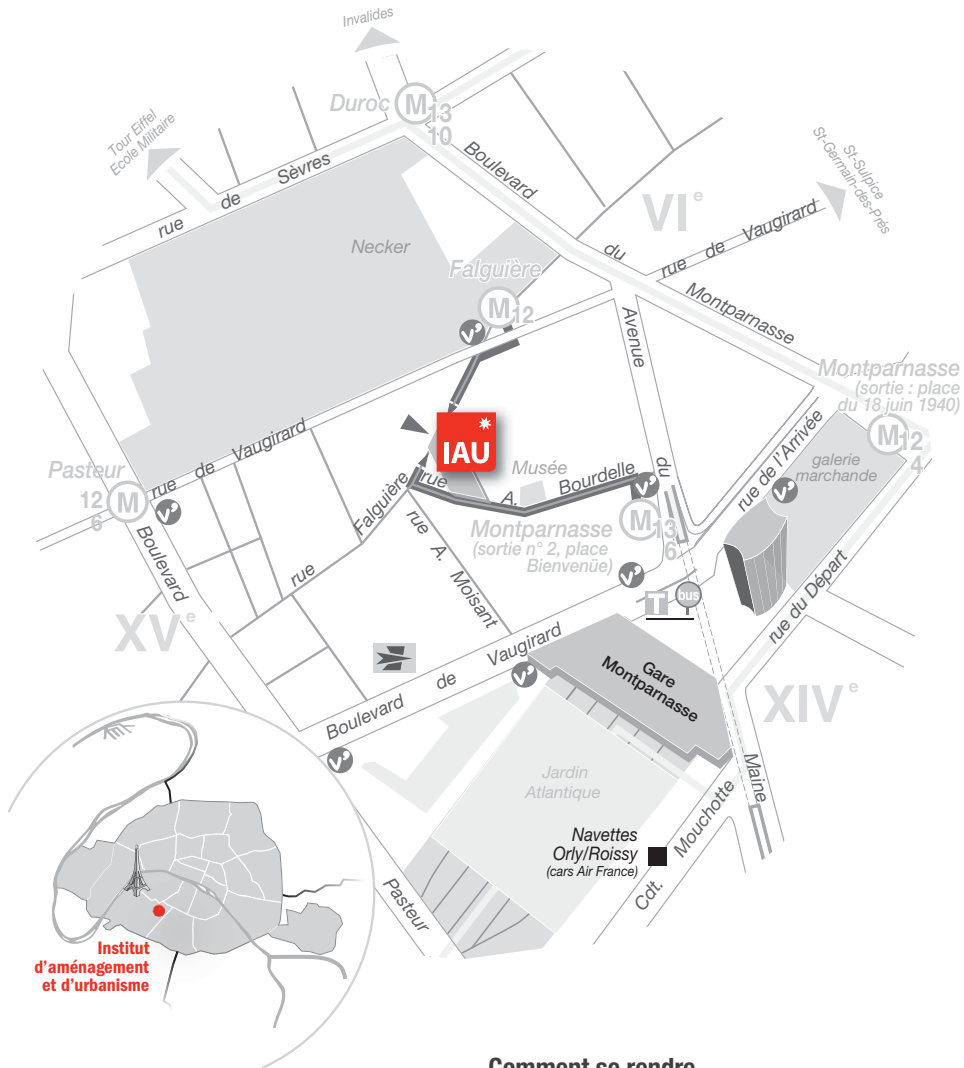 Invalides
Duroc M 13
10
Tour Eiffel
Ecole Militaire
rue de Sèvres
Boulevard
du
Montparnasse
St-Sulpice
St-Germain-des-Prés
VIe
rue de Vaugirard
Necker
Falguière
M 12
v'
Avenue
du
Maine
Montparnasse
(sortie : place
du 18 juin 1940)
M 12
4
rue de l'Arrivée
galerie
marchande
v'
IAU
Musée
rue A. Bourdelle
v'
Pasteur
12 M
6
v'
rue de Vaugirard
rue Falguière
rue A. Moisant
Montparnasse
(sortie n° 2, place
Bienvenüe)
M 13
6
v'
T
bus
rue du Départ
Boulevard
Pasteur
XVe
Boulevard de Vaugirard
v'
v'
Gare
Montparnasse
XIVe
Jardin
Atlantique
Navettes
Orly/Roissy
(cars Air France)
Cdt. Mouchotte
Institut
d'aménagement
et d'urbanisme
Comment se rendre